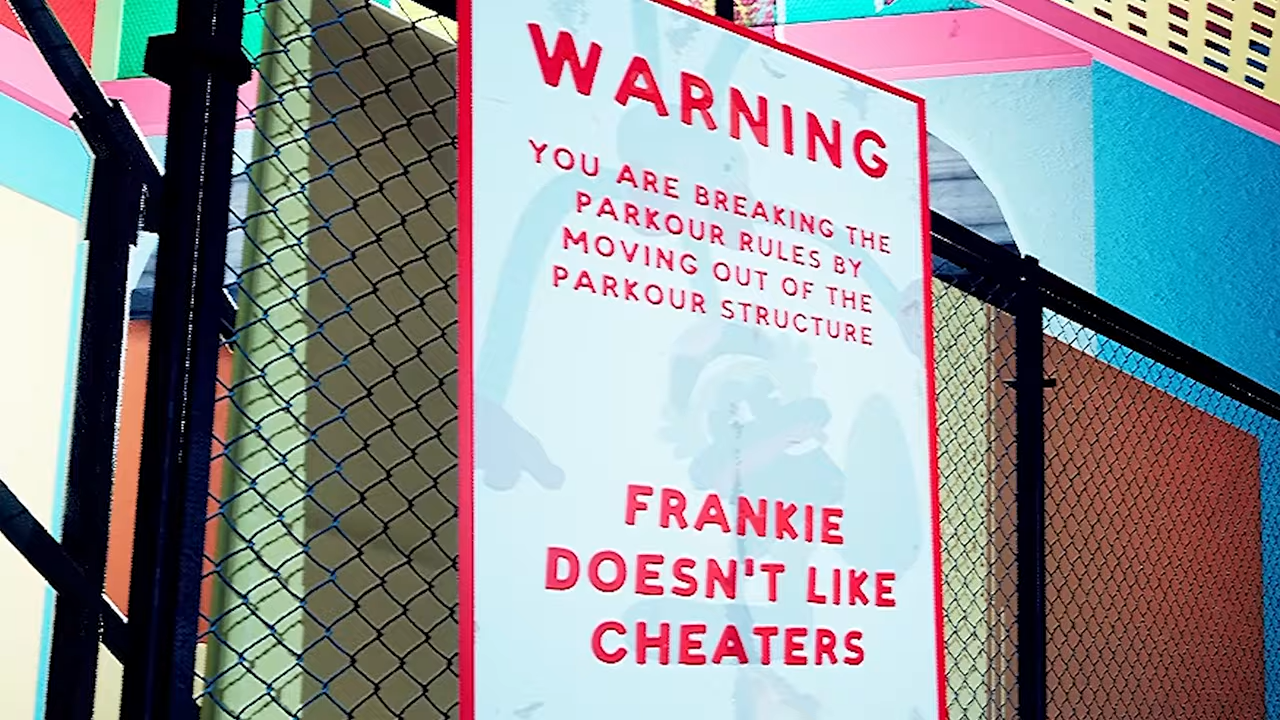 WARNING
YOU ARE BREAKING THE
PARKOUR RULES BY
MOVING OUT OF THE
PARKOUR STRUCTURE
FRANKIE
DOESN'T LIKE
CHEATERS